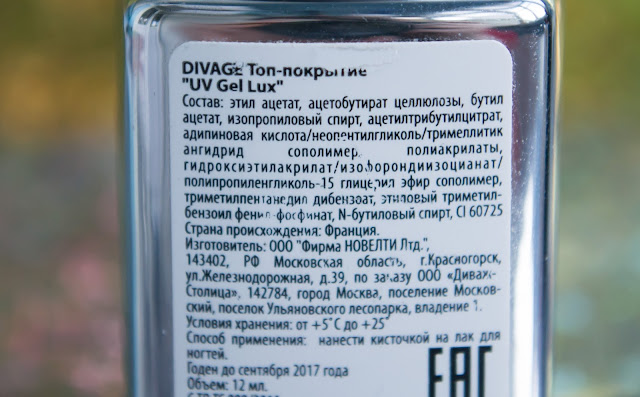 DIVAGE Топ-покрытие
"UV Gel Lux"
Состав: этил ацетат, ацетобутират целлюлозы, бутил
ацетат, изопропиловый спирт, ацетилтрибутилцитрат,
адипиновая кислота/неопентилгликоль/тримеллитик
ангидрид сополимер, полиакрилаты,
гидроксиэтилакрилат/изофорондиизоцианат/
полипропиленгликоль-15 глицерил эфир сополимер,
триметилпентанедил дибензоат, этиловый триметил-
бензоил фенил-фосфинат, N-бутиловый спирт, CI 60725
Страна происхождения: Франция.
Изготовитель: ООО "Фирма НОВЕЛТИ Лтд.",
143402, РФ Московская область, г.Красногорск,
ул.Железнодорожная, д.39, по заказу ООО «Диваж-
Столица», 142784, город Москва, поселение Москов-
ский, поселок Ульяновского лесопарка, владение 1.
Условия хранения: от +5°С до +25°
Способ применения: нанести кисточкой на лак для
ногтей.
Годен до сентября 2017 года
Объем: 12 мл.
EAC